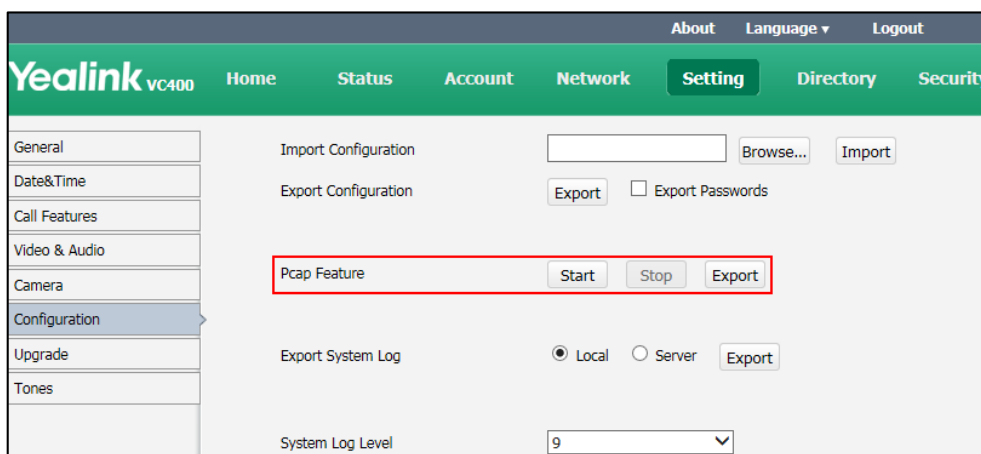 About Language ▾ Logout
Yealink VC400 Home Status Account Network Setting Directory Security
General
Date&Time
Call Features
Video & Audio
Camera
Configuration
Upgrade
Tones
Import Configuration Browse... Import
Export Configuration Export Export Passwords
Pcap Feature Start Stop Export
Export System Log Local Server Export
System Log Level 9